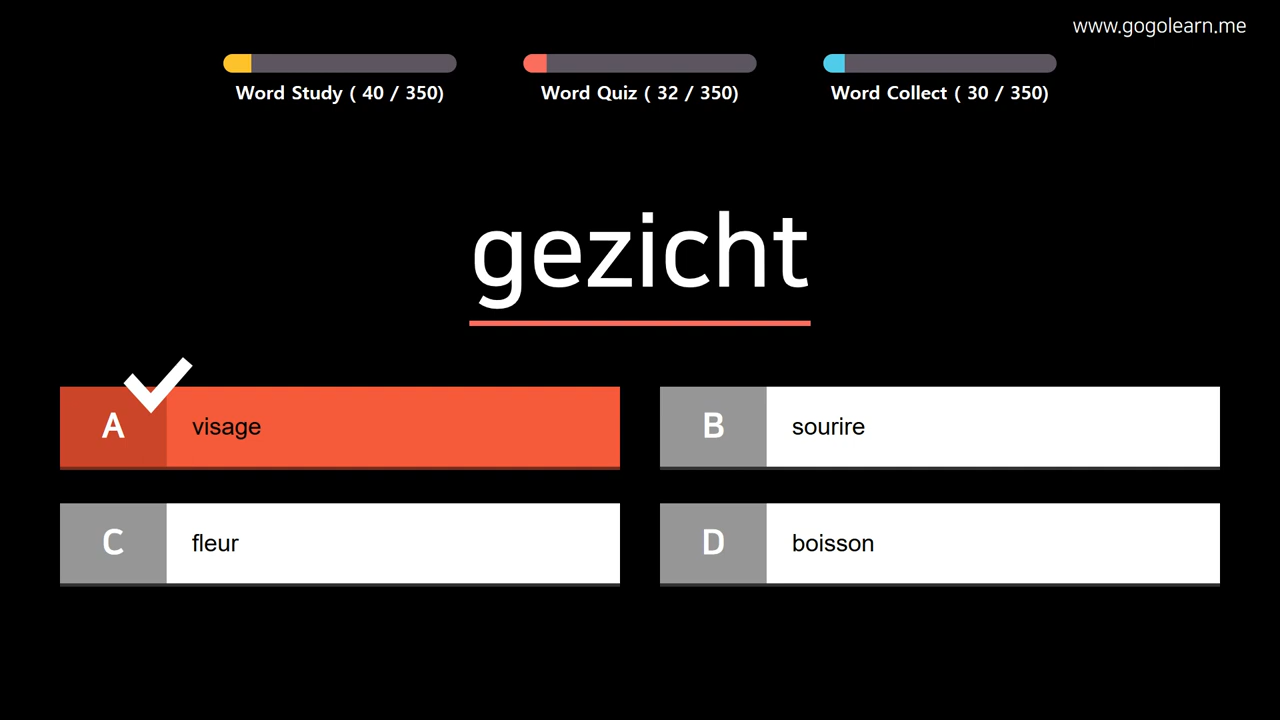 www.gogolearn.me
Word Study ( 40 / 350)
Word Quiz ( 32 / 350)
Word Collect ( 30 / 350)
gezicht
A visage
B sourire
C fleur
D boisson